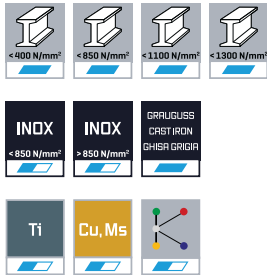 <400 N/mm²
<850 N/mm²
<1100 N/mm²
<1300 N/mm²
INOX
<850 N/mm²
INOX
>850 N/mm²
GRAUGUSS
CAST IRON
GHISA GRIGIA
Ti
Cu, Ms